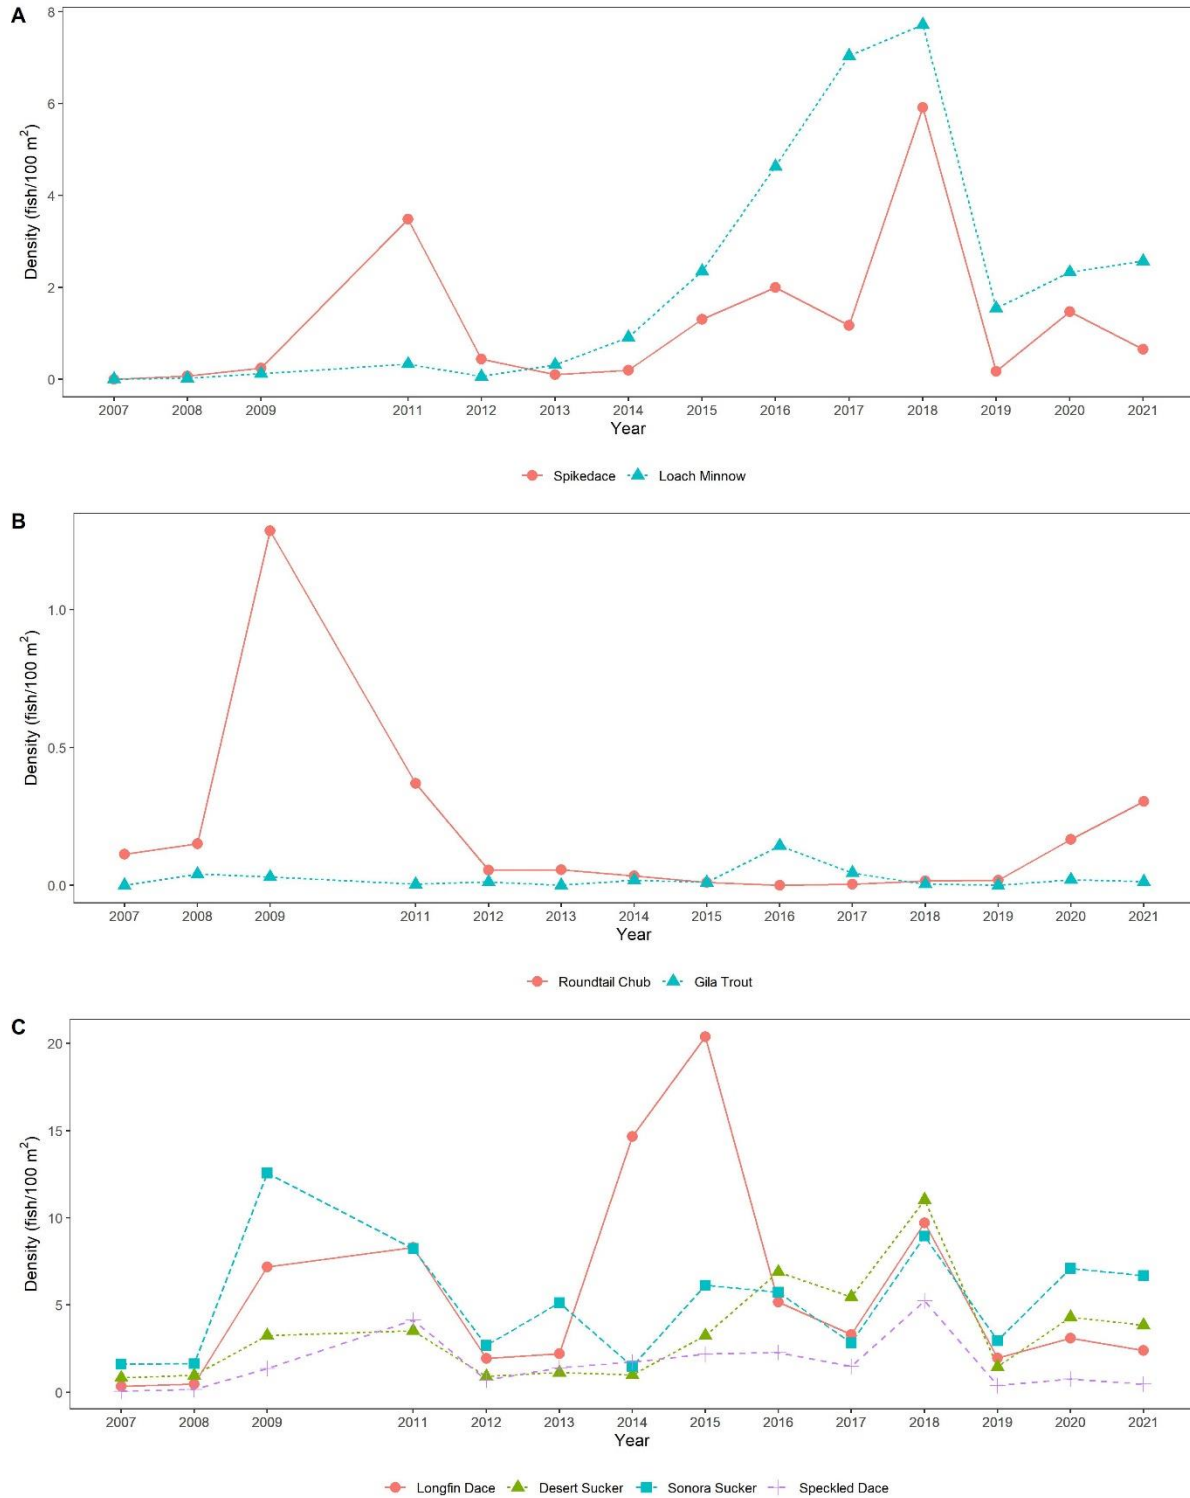 A
8
6
4
2
0
Density (fish/100 m²)
2007 2008 2009 2011 2012 2013 2014 2015 2016 2017 2018 2019 2020 2021
Year
Spikedace Loach Minnow
B
1.0
0.5
0.0
Density (fish/100 m²)
2007 2008 2009 2011 2012 2013 2014 2015 2016 2017 2018 2019 2020 2021
Year
Roundtail Chub Gila Trout
C
20
15
10
5
0
Density (fish/100 m²)
2007 2008 2009 2011 2012 2013 2014 2015 2016 2017 2018 2019 2020 2021
Year
Longfin Dace Desert Sucker Sonora Sucker Speckled Dace